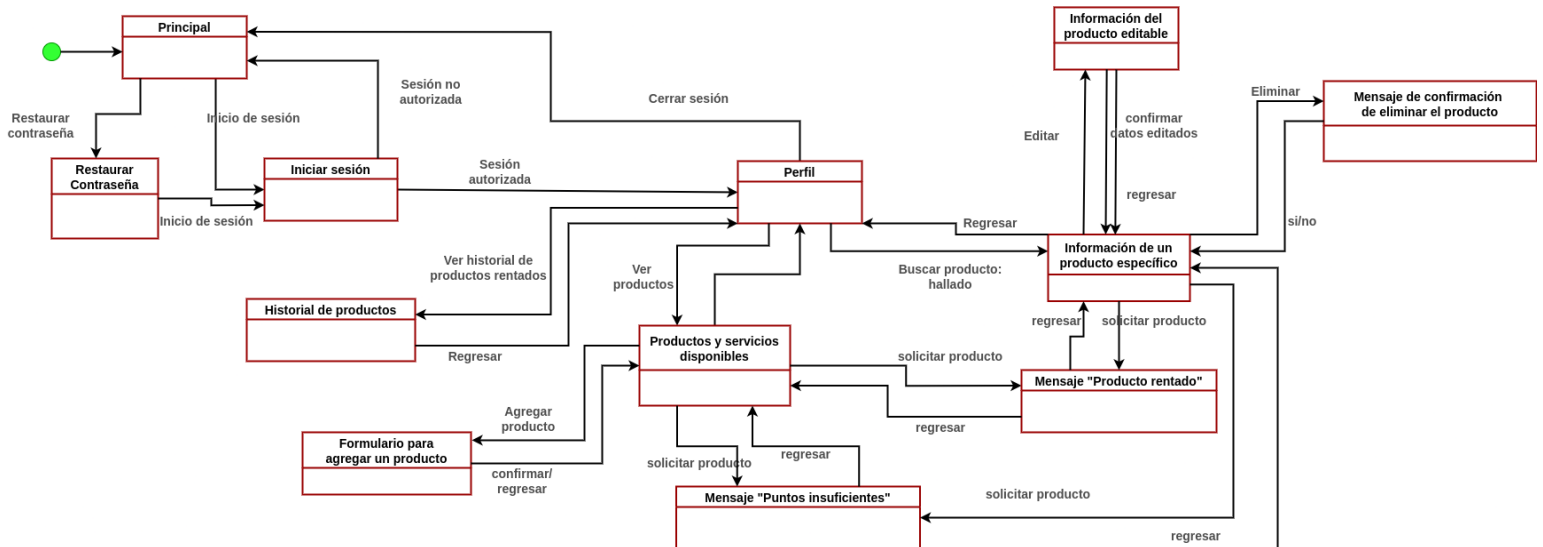 Principal
Información del
producto editable
Sesión no
autorizada
Cerrar sesión
Eliminar
Mensaje de confirmación
de eliminar el producto
Restaurar
contraseña
Inicio de sesión
Editar
confirmar
datos editados
Restaurar
Contraseña
Iniciar sesión
Sesión
autorizada
Perfil
regresar
Inicio de sesión
Regresar
si/no
Información de un
producto específico
Ver historial de
productos rentados
Ver
productos
Buscar producto:
hallado
Historial de productos
regresar
solicitar producto
Regresar
Productos y servicios
disponibles
solicitar producto
Mensaje "Producto rentado"
Agregar
producto
regresar
Formulario para
agregar un producto
solicitar producto
regresar
confirmar/
regresar
Mensaje "Puntos insuficientes"
solicitar producto
regresar